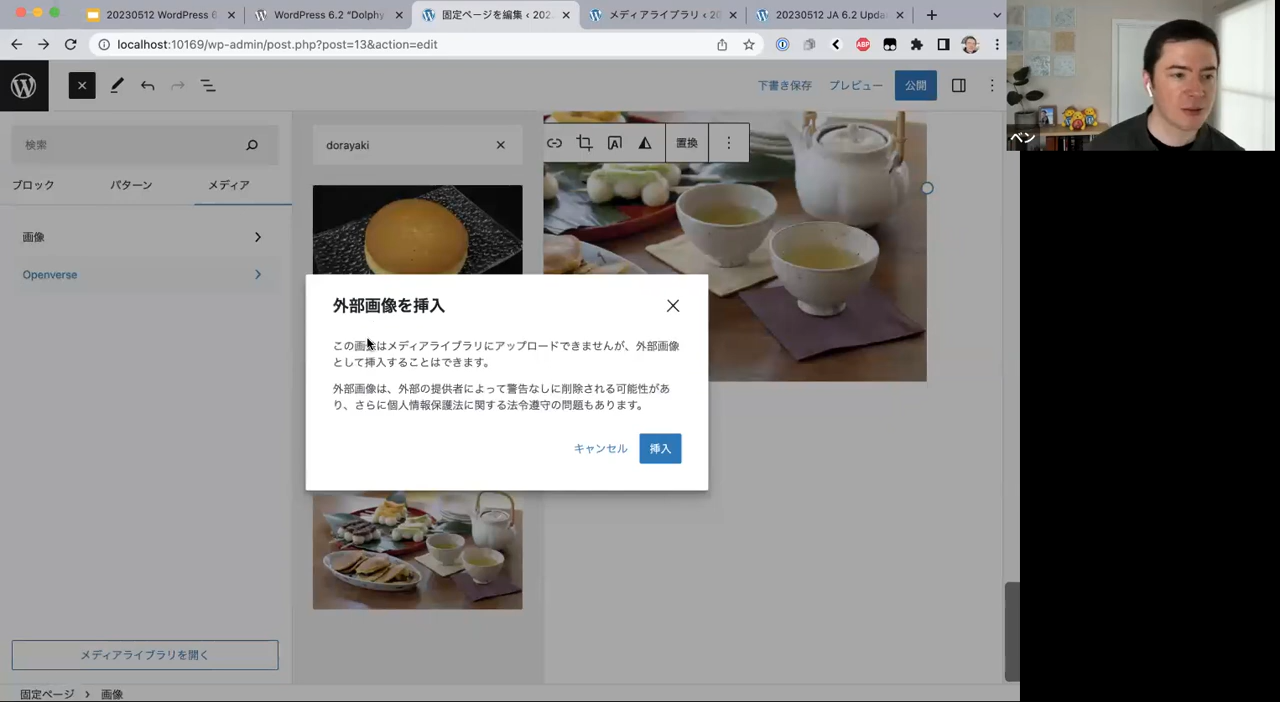 20230512 WordPress 6
WordPress 6.2 "Dolphy
固定ページを編集 ‹ 202
メディアライブラリ ‹ 20
20230512 JA 6.2 Upda
localhost:10169/wp-admin/post.php?post=13&action=edit
ABP
下書き保存
プレビュー
公開
ベン
検索
dorayaki
置換
ブロック
パターン
メディア
画像
Openverse
外部画像を挿入
この画像はメディアライブラリにアップロードできませんが、外部画像
として挿入することはできます。
外部画像は、外部の提供者によって警告なしに削除される可能性があ
り、さらに個人情報保護法に関する法令遵守の問題もあります。
キャンセル
挿入
メディアライブラリを開く
固定ページ
画像